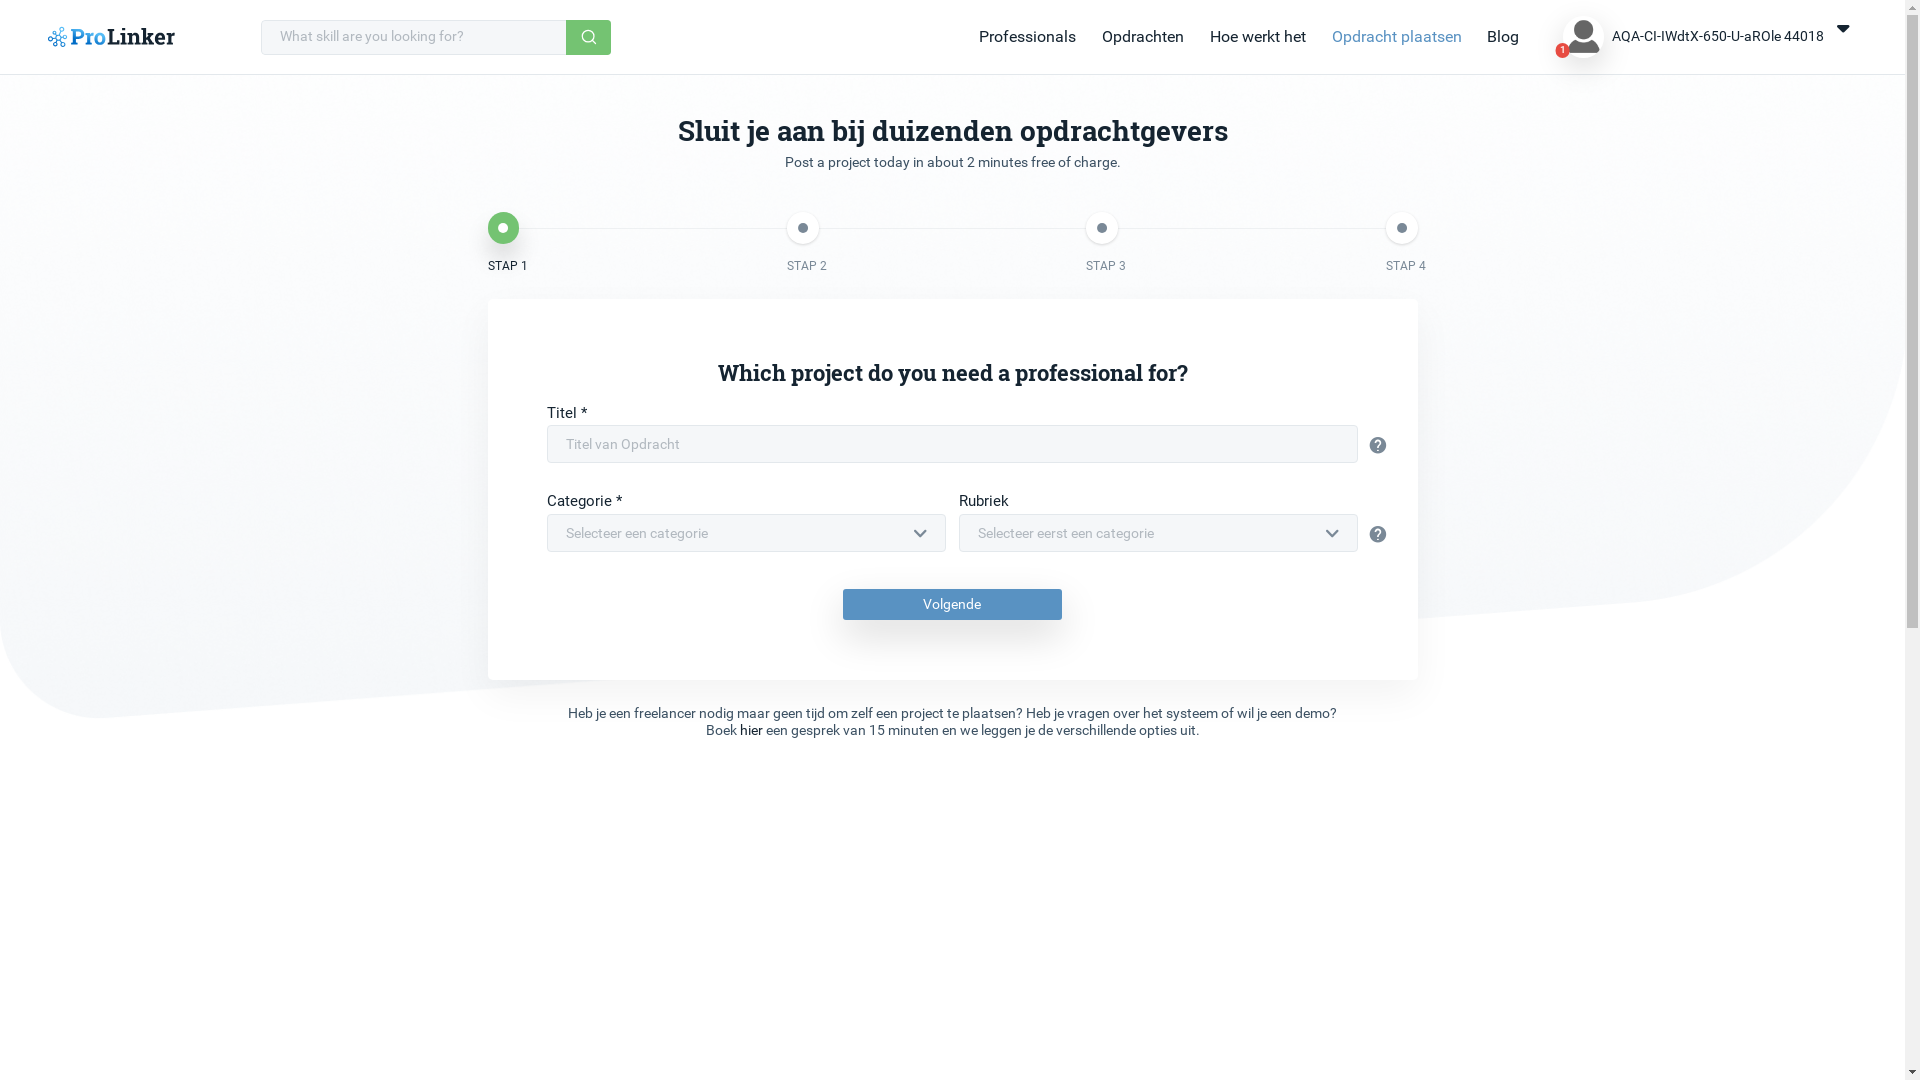 ProLinker
What skill are you looking for?
Professionals
Opdrachten
Hoe werkt het
Opdracht plaatsen
Blog
1
AQA-CI-IWdtX-650-U-aROle 44018
Sluit je aan bij duizenden opdrachtgevers
Post a project today in about 2 minutes free of charge.
STAP 1
STAP 2
STAP 3
STAP 4
Which project do you need a professional for?
Titel *
Titel van Opdracht
?
Categorie *
Rubriek
Selecteer een categorie
Selecteer eerst een categorie
?
Volgende
Heb je een freelancer nodig maar geen tijd om zelf een project te plaatsen? Heb je vragen over het systeem of wil je een demo?
Boek hier een gesprek van 15 minuten en we leggen je de verschillende opties uit.